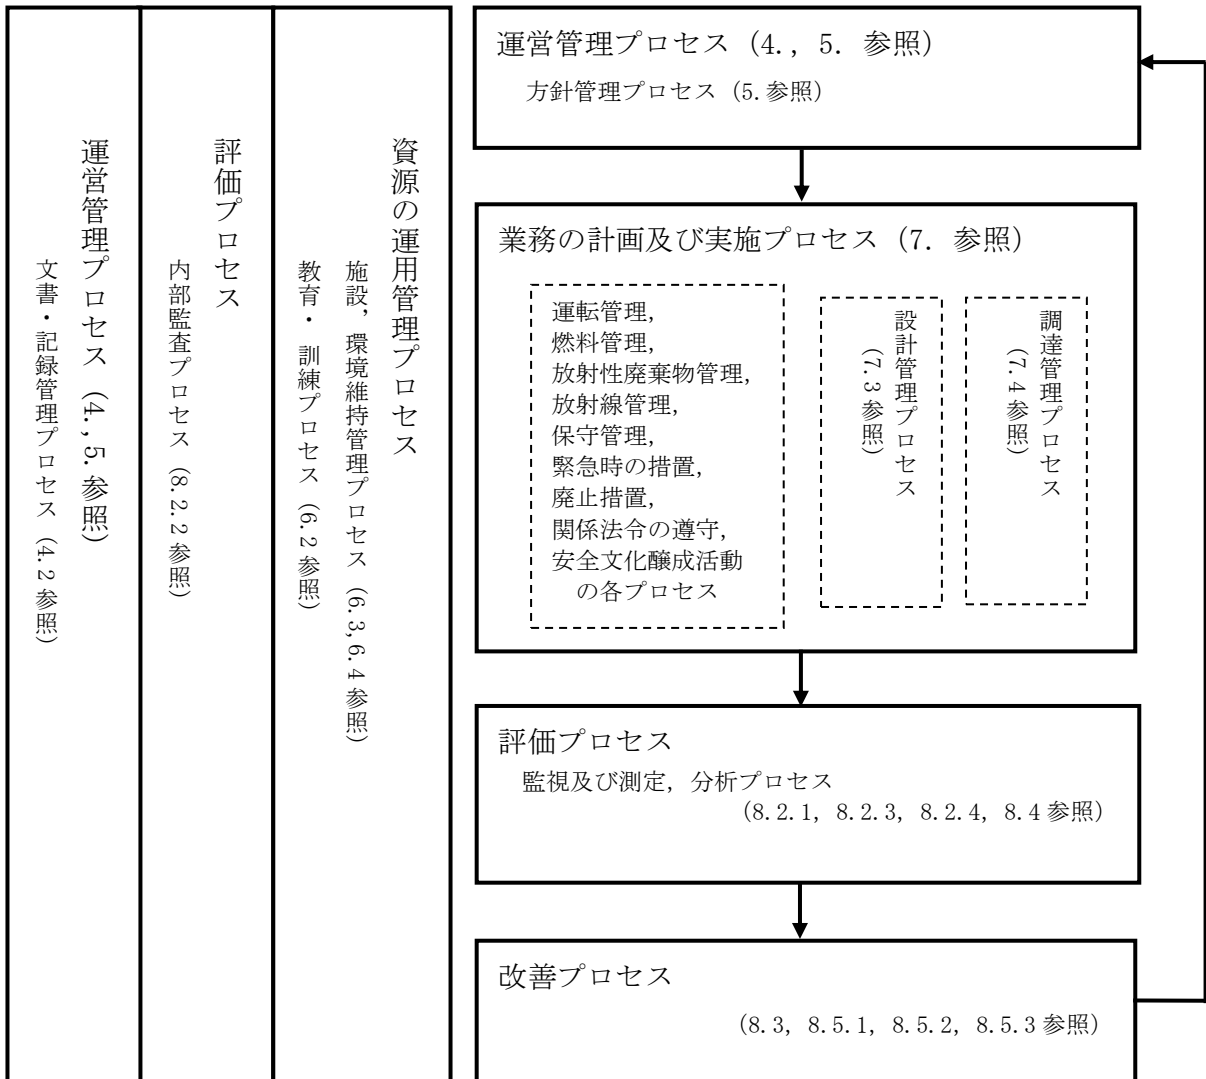 運営管理プロセス (4., 5. 参照)
文書・記録管理プロセス (4.2参照)
評価プロセス
内部監査プロセス (8.2.2参照)
資源の運用管理プロセス
施設, 環境維持管理プロセス (6.3,6.4参照)
教育・訓練プロセス (6.2参照)
運営管理プロセス (4., 5. 参照)
方針管理プロセス (5.参照)
業務の計画及び実施プロセス (7. 参照)
運転管理,
燃料管理,
放射性廃棄物管理,
放射線管理,
保守管理,
緊急時の措置,
廃止措置,
関係法令の遵守,
安全文化醸成活動
の各プロセス
設計管理プロセス
(7.3参照)
調達管理プロセス
(7.4参照)
評価プロセス
監視及び測定, 分析プロセス
(8.2.1, 8.2.3, 8.2.4, 8.4参照)
改善プロセス
(8.3, 8.5.1, 8.5.2, 8.5.3参照)